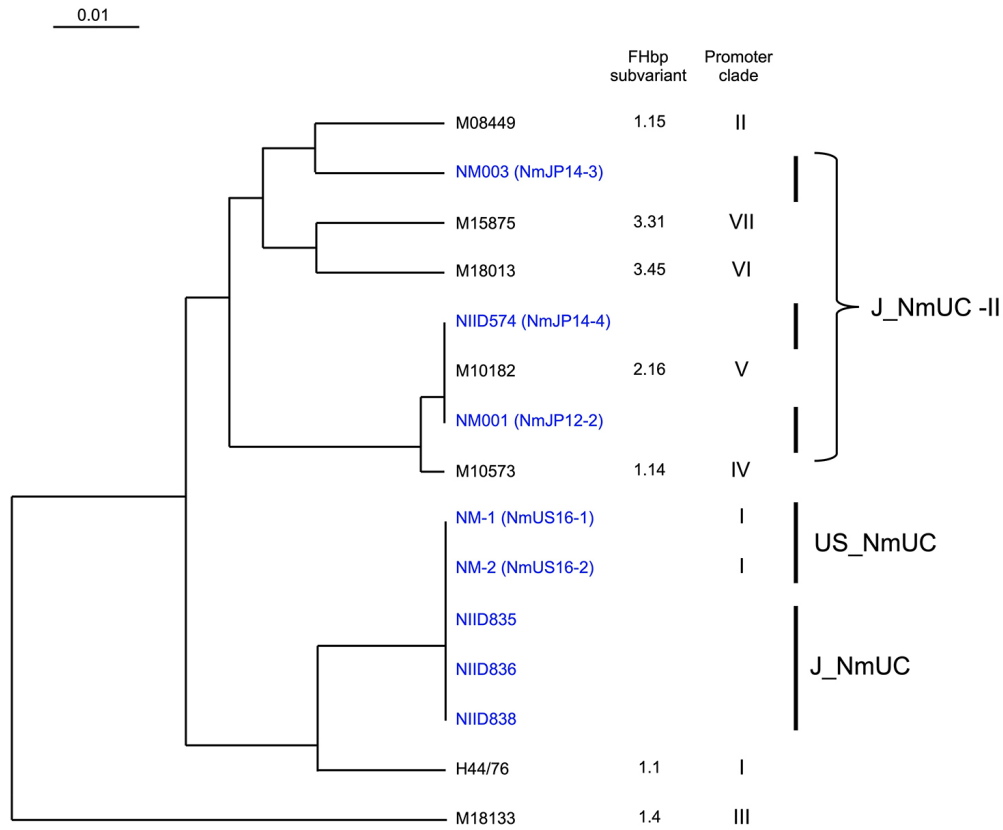 0.01
FHbp subvariant
Promoter clade
M08449 1.15 II
NM003 (NmJP14-3)
M15875 3.31 VII
M18013 3.45 VI
J_NmUC -II
NIID574 (NmJP14-4)
M10182 2.16 V
NM001 (NmJP12-2)
M10573 1.14 IV
NM-1 (NmUS16-1) I
US_NmUC
NM-2 (NmUS16-2) I
NIID835
J_NmUC
NIID836
NIID838
H44/76 1.1 I
M18133 1.4 III